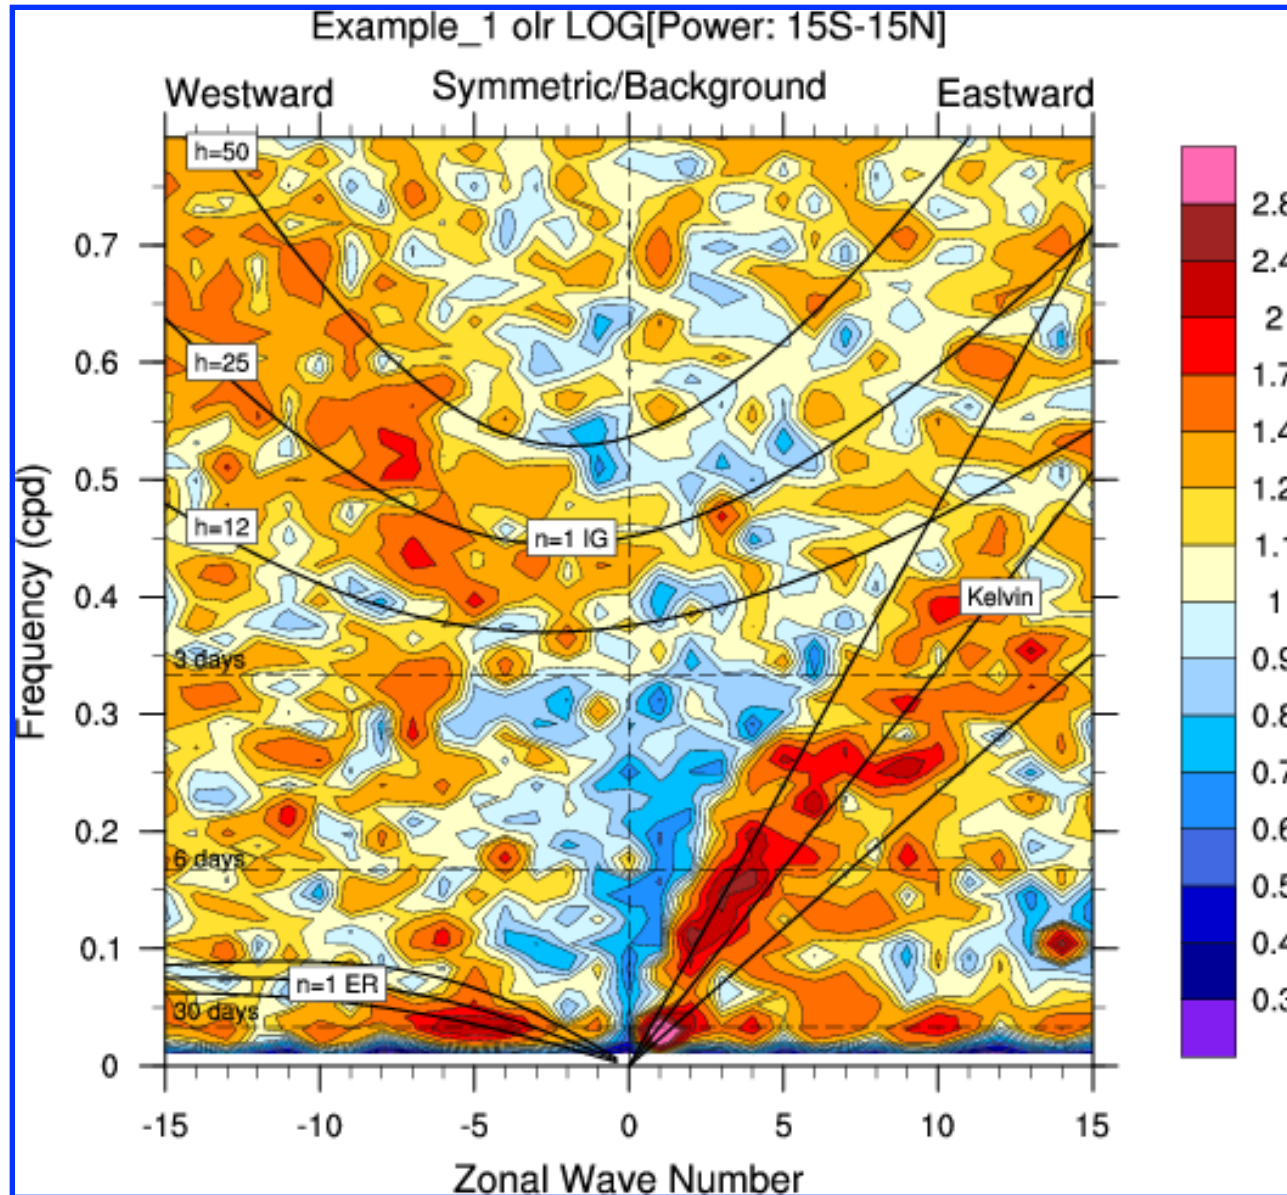 Example_1 olr LOG[Power: 15S-15N]
Westward Symmetric/Background Eastward
h=50
0.7
h=25
0.6
0.5
h=12
n=1 IG
0.4
Kelvin
3 days
0.3
0.2
6 days
0.1
n=1 ER
30 days
0
-15 -10 -5 0 5 10 15
Zonal Wave Number
Frequency (cpd)
2.8
2.4
2
1.7
1.4
1.2
1.
1
0.9
0.8
0.7
0.6
0.5
0.4
0.3